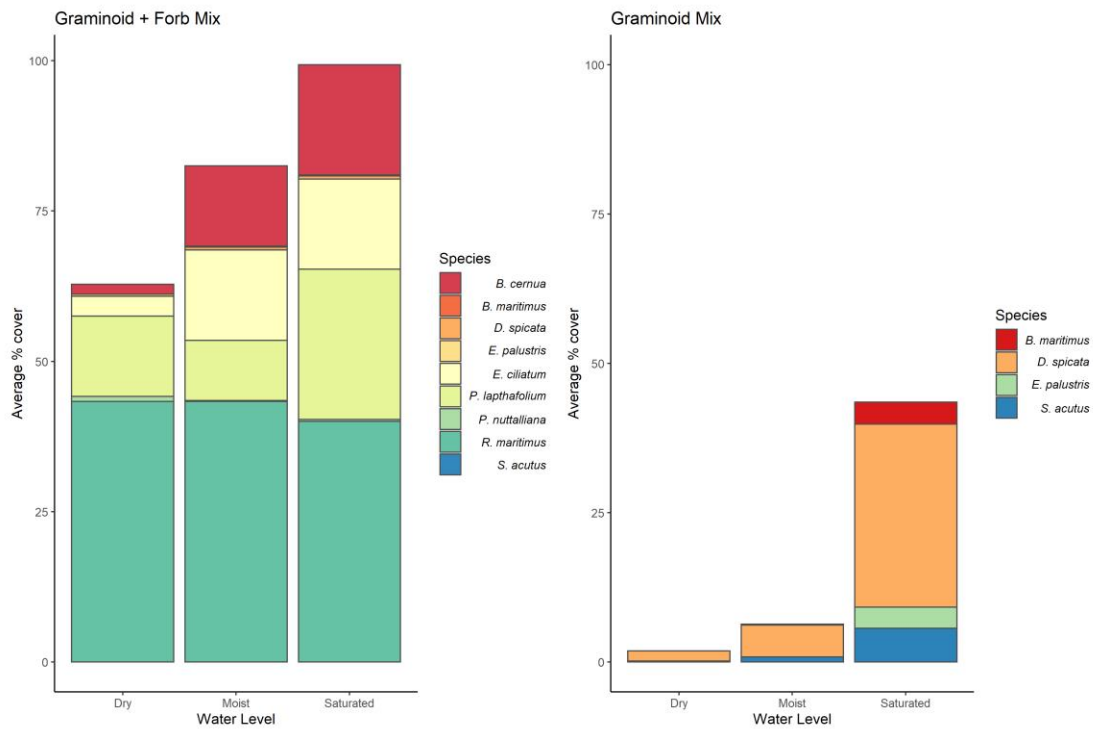 Graminoid + Forb Mix
100
75
50
25
0
Average % cover
Dry
Moist
Saturated
Water Level
Species
B. cernua
B. maritimus
D. spicata
E. palustris
E. ciliatum
P. lapthafolium
P. nuttalliana
R. maritimus
S. acutus
Graminoid Mix
100
75
50
25
0
Average % cover
Dry
Moist
Saturated
Water Level
Species
B. maritimus
D. spicata
E. palustris
S. acutus